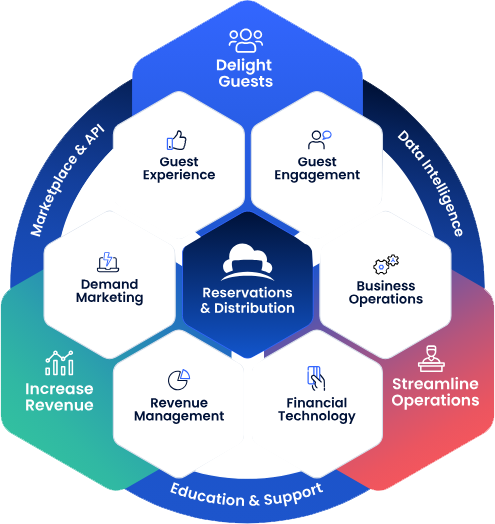 Delight
Guests
Marketplace & API
Data Intelligence
Guest
Experience
Guest
Engagement
Demand
Marketing
Reservations
& Distribution
Business
Operations
Increase
Revenue
Revenue
Management
Financial
Technology
Streamline
Operations
Education & Support